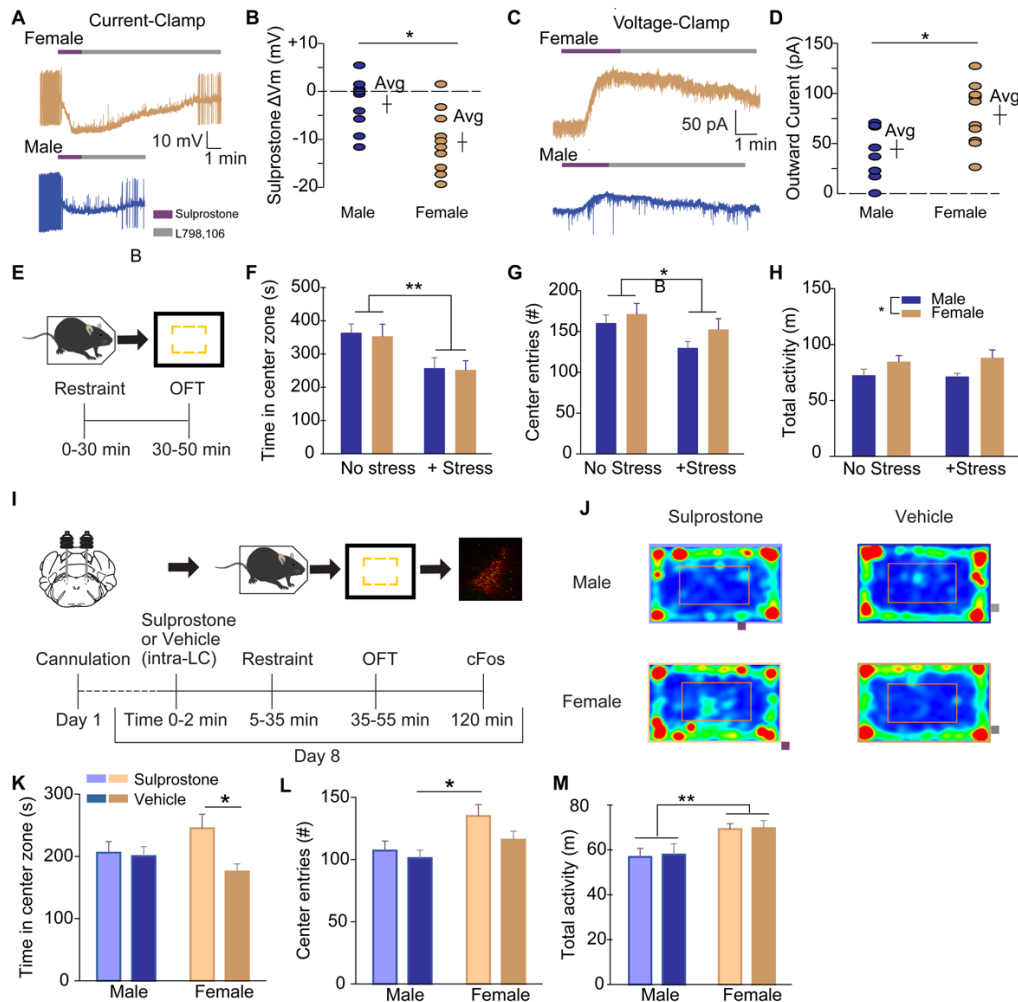 A
Current-Clamp
Female
10 mV
1 min
Male
Sulprostone
L798,106
B
B
*
+10
0
-10
-20
Sulprostone ΔVm (mV)
Avg
Avg
Male
Female
C
Voltage-Clamp
Female
50 pA
1 min
Male
D
*
150
100
50
0
Outward Curent (pA)
Avg
Avg
Male
Female
E
Restraint
OFT
0-30 min
30-50 min
F
**
500
400
300
200
100
0
Time in center zone (s)
No stress
+ Stress
G
*
B
200
150
100
50
0
Center entries (#)
No stress
+Stress
H
150
100
50
0
Total activity (m)
*
Male
Female
No Stress
+Stress
I
Sulprostone
or Vehicle
(intra-LC)
Cannulation
Restraint
OFT
cFos
Day 1
Time 0-2 min
5-35 min
35-55 min
120 min
Day 8
J
Sulprostone
Vehicle
Male
Female
K
Sulprostone
Vehicle
*
300
200
100
0
Time in center zone (s)
Male
Female
L
*
150
100
50
0
Center entries (#)
Male
Female
M
**
80
60
40
20
0
Total activity (m)
Male
Female